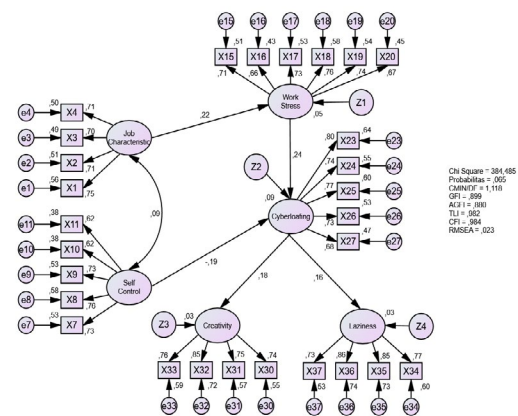 e15 e16 e17 e18 e19 e20
,51 ,43 ,53 ,58 ,54 ,45
X15 X16 X17 X18 X19 X20
,71 ,66 ,73 ,76 ,74 ,67
Work
Stress
,05
Z1
e4 ,50 X4 ,71
e3 ,49 X3 ,70
e2 ,51 X2 ,71
e1 ,56 X1 ,75
Job
Characteristic
,22
,24
,09
Z2
,09
Cyberloafing
,80 X23 ,64 e23
,74 X24 ,55 e24
,77 X25 ,60 e25
,73 X26 ,53 e26
,68 X27 ,47 e27
Chi Square = 384,485
Probabilitas = ,065
CMIN/DF = 1,118
GFI = ,899
AGFI = ,880
TLI = ,982
CFI = ,984
RMSEA = ,023
e11 ,38 X11 ,62
e10 ,38 X10 ,62
e9 ,53 X9 ,73
e8 ,58 X8 ,76
e7 ,53 X7 ,73
Self
Control
-,19
,18
,16
Z3 ,03
Creativity
Laziness
,03 Z4
,76 ,85 ,75 ,74
X33 X32 X31 X30
,59 ,72 ,57 ,55
e33 e32 e31 e30
,73 ,86 ,85 ,77
X37 X36 X35 X34
,53 ,74 ,73 ,60
e37 e36 e35 e34